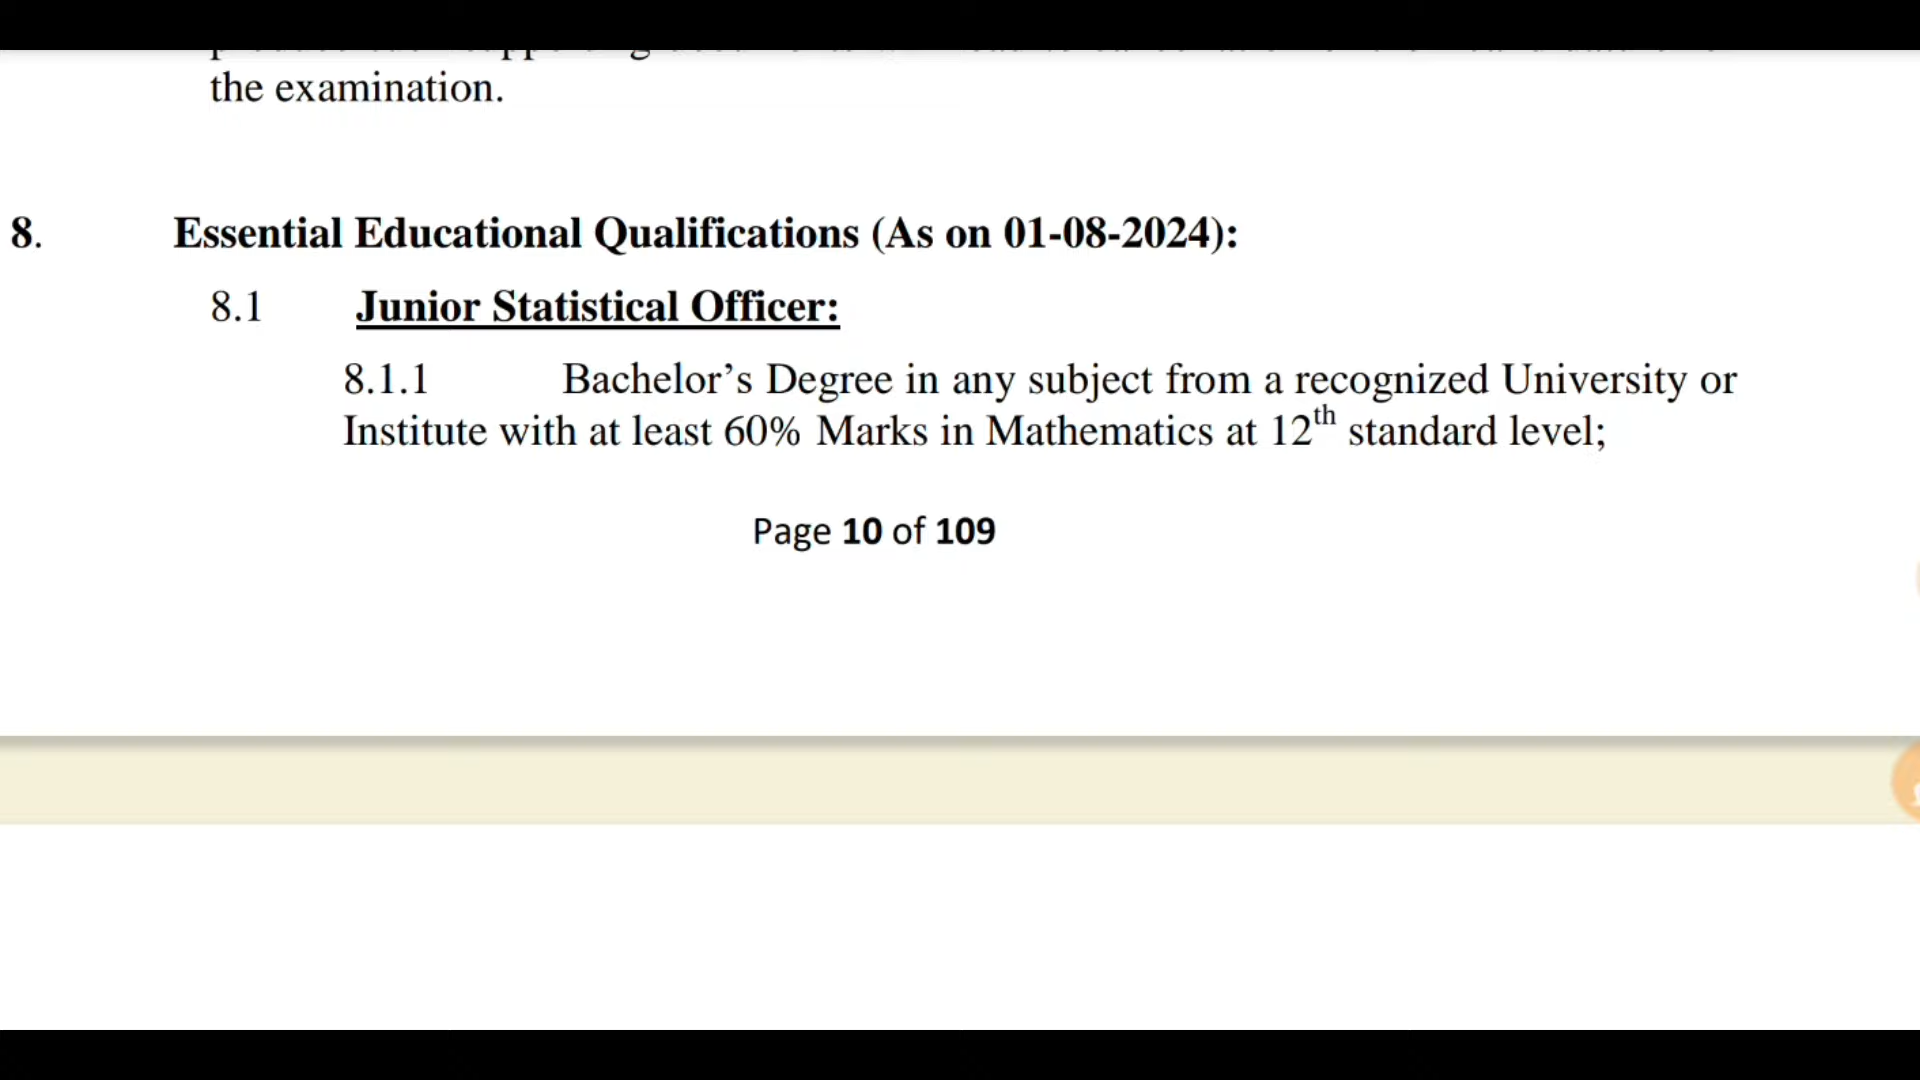 the examination.
8. Essential Educational Qualifications (As on 01-08-2024):
8.1 Junior Statistical Officer:
8.1.1 Bachelor’s Degree in any subject from a recognized University or
Institute with at least 60% Marks in Mathematics at 12th standard level;
Page 10 of 109